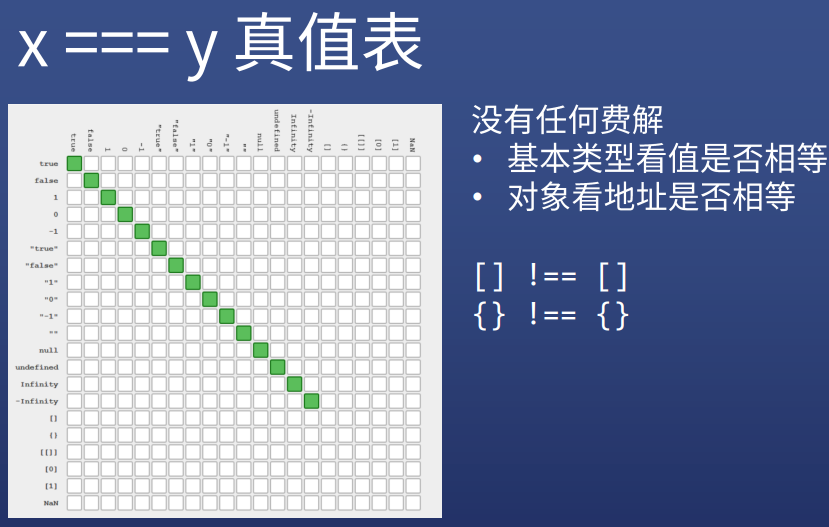 x === y 真值表
true false 1 0 -1 "true" "false" "1" "0" "-1" "" null undefined Infinity -Infinity [] {} [[]] [0] [1] NaN
true
false
1
0
-1
"true"
"false"
"1"
"0"
"-1"
""
null
undefined
Infinity
-Infinity
[]
{}
[[]]
[0]
[1]
NaN
没有任何费解
• 基本类型看值是否相等
• 对象看地址是否相等
[] !== []
{} !== {}